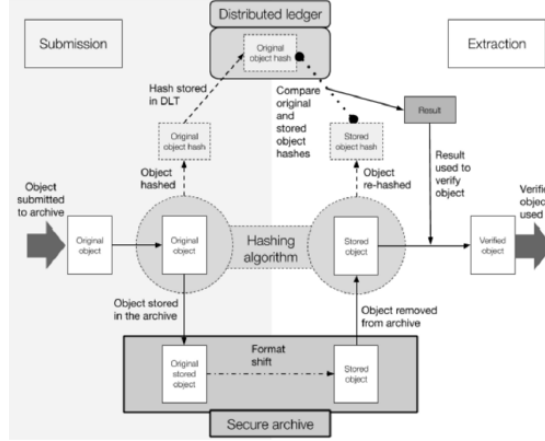 Distributed ledger
Submission
Extraction
Original
object hash
Hash stored
in DLT
Compare
original
and
stored
object
hashes
Result
Original
object hash
Stored
object hash
Object
hashed
Object
re-hashed
Result
used to
verify
object
Object
submitted
to archive
Verifie
object
used
Original
object
Original
object
Hashing
algorithm
Stored
object
Verified
object
Object stored
in the archive
Object removed
from archive
Original
stored
object
Format
shift
Stored
object
Secure archive